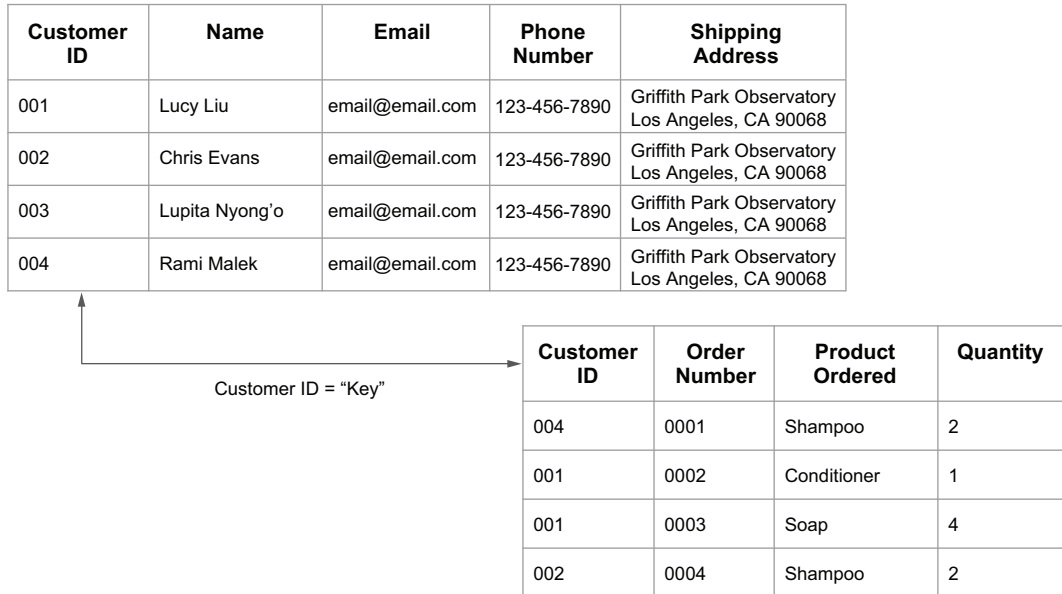 Customer ID Name Email Phone Number Shipping Address
001 Lucy Liu email@email.com 123-456-7890 Griffith Park Observatory Los Angeles, CA 90068
002 Chris Evans email@email.com 123-456-7890 Griffith Park Observatory Los Angeles, CA 90068
003 Lupita Nyong’o email@email.com 123-456-7890 Griffith Park Observatory Los Angeles, CA 90068
004 Rami Malek email@email.com 123-456-7890 Griffith Park Observatory Los Angeles, CA 90068
Customer ID = “Key”
Customer ID Order Number Product Ordered Quantity
004 0001 Shampoo 2
001 0002 Conditioner 1
001 0003 Soap 4
002 0004 Shampoo 2